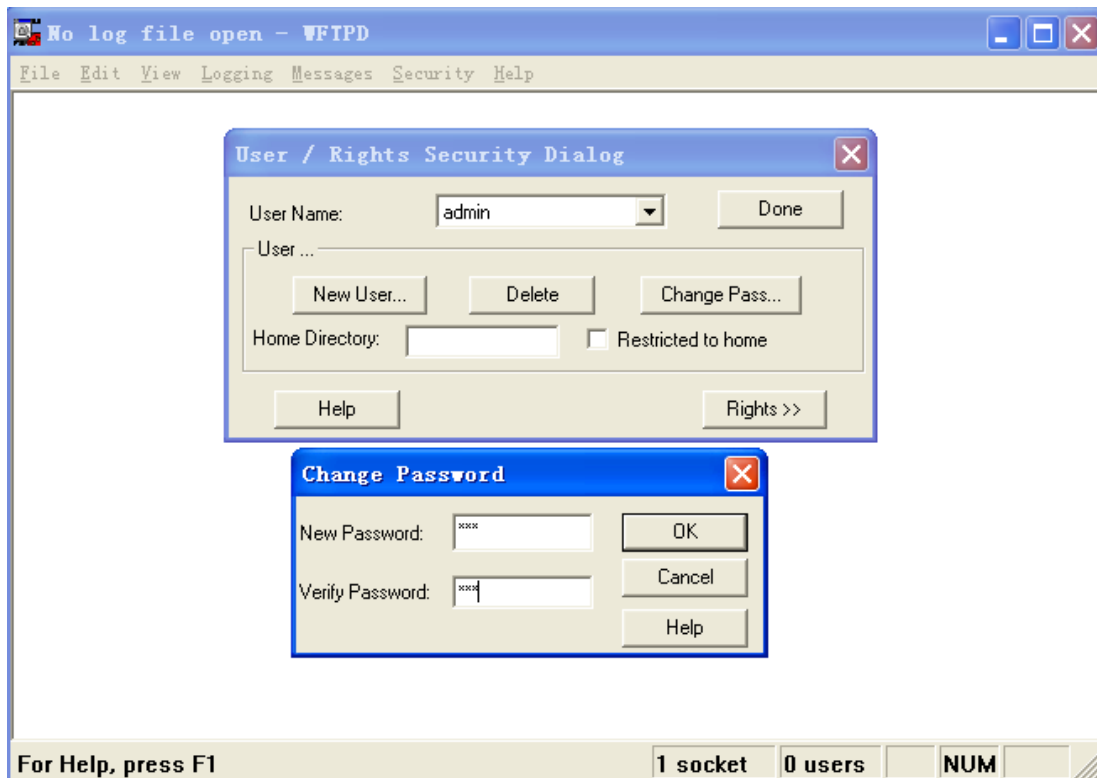 No log file open - WFTPD
File Edit View Logging Messages Security Help
User / Rights Security Dialog
User Name: admin Done
User ...
New User... Delete Change Pass...
Home Directory: Restricted to home
Help Rights >>
Change Password
New Password: *** OK
Cancel
Verify Password: ***
Help
For Help, press F1 1 socket 0 users NUM